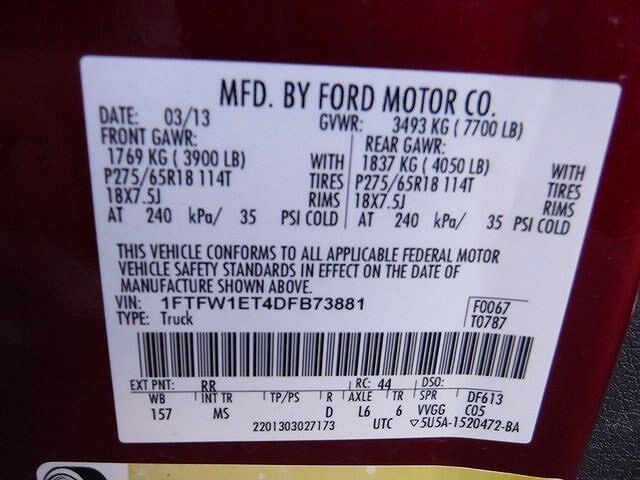 MFD. BY FORD MOTOR CO.
DATE: 03/13 GVWR: 3493 KG ( 7700 LB)
FRONT GAWR: REAR GAWR:
1769 KG ( 3900 LB) WITH 1837 KG ( 4050 LB) WITH
P275/65R18 114T TIRES P275/65R18 114T TIRES
18X7.5J RIMS 18X7.5J RIMS
AT 240 kPa/ 35 PSI COLD AT 240 kPa/ 35 PSI COLD
THIS VEHICLE CONFORMS TO ALL APPLICABLE FEDERAL MOTOR
VEHICLE SAFETY STANDARDS IN EFFECT ON THE DATE OF
MANUFACTURE SHOWN ABOVE.
VIN: 1FTFW1ET4DFB73881 F0067
TYPE: Truck T0787
EXT PNT: RR RC: 44 DSO:
WB INT TR TP/PS R AXLE TR SPR DF613
157 MS D L6 6 VVGG C05
2201303027173 UTC ▽5U5A-1520472-BA